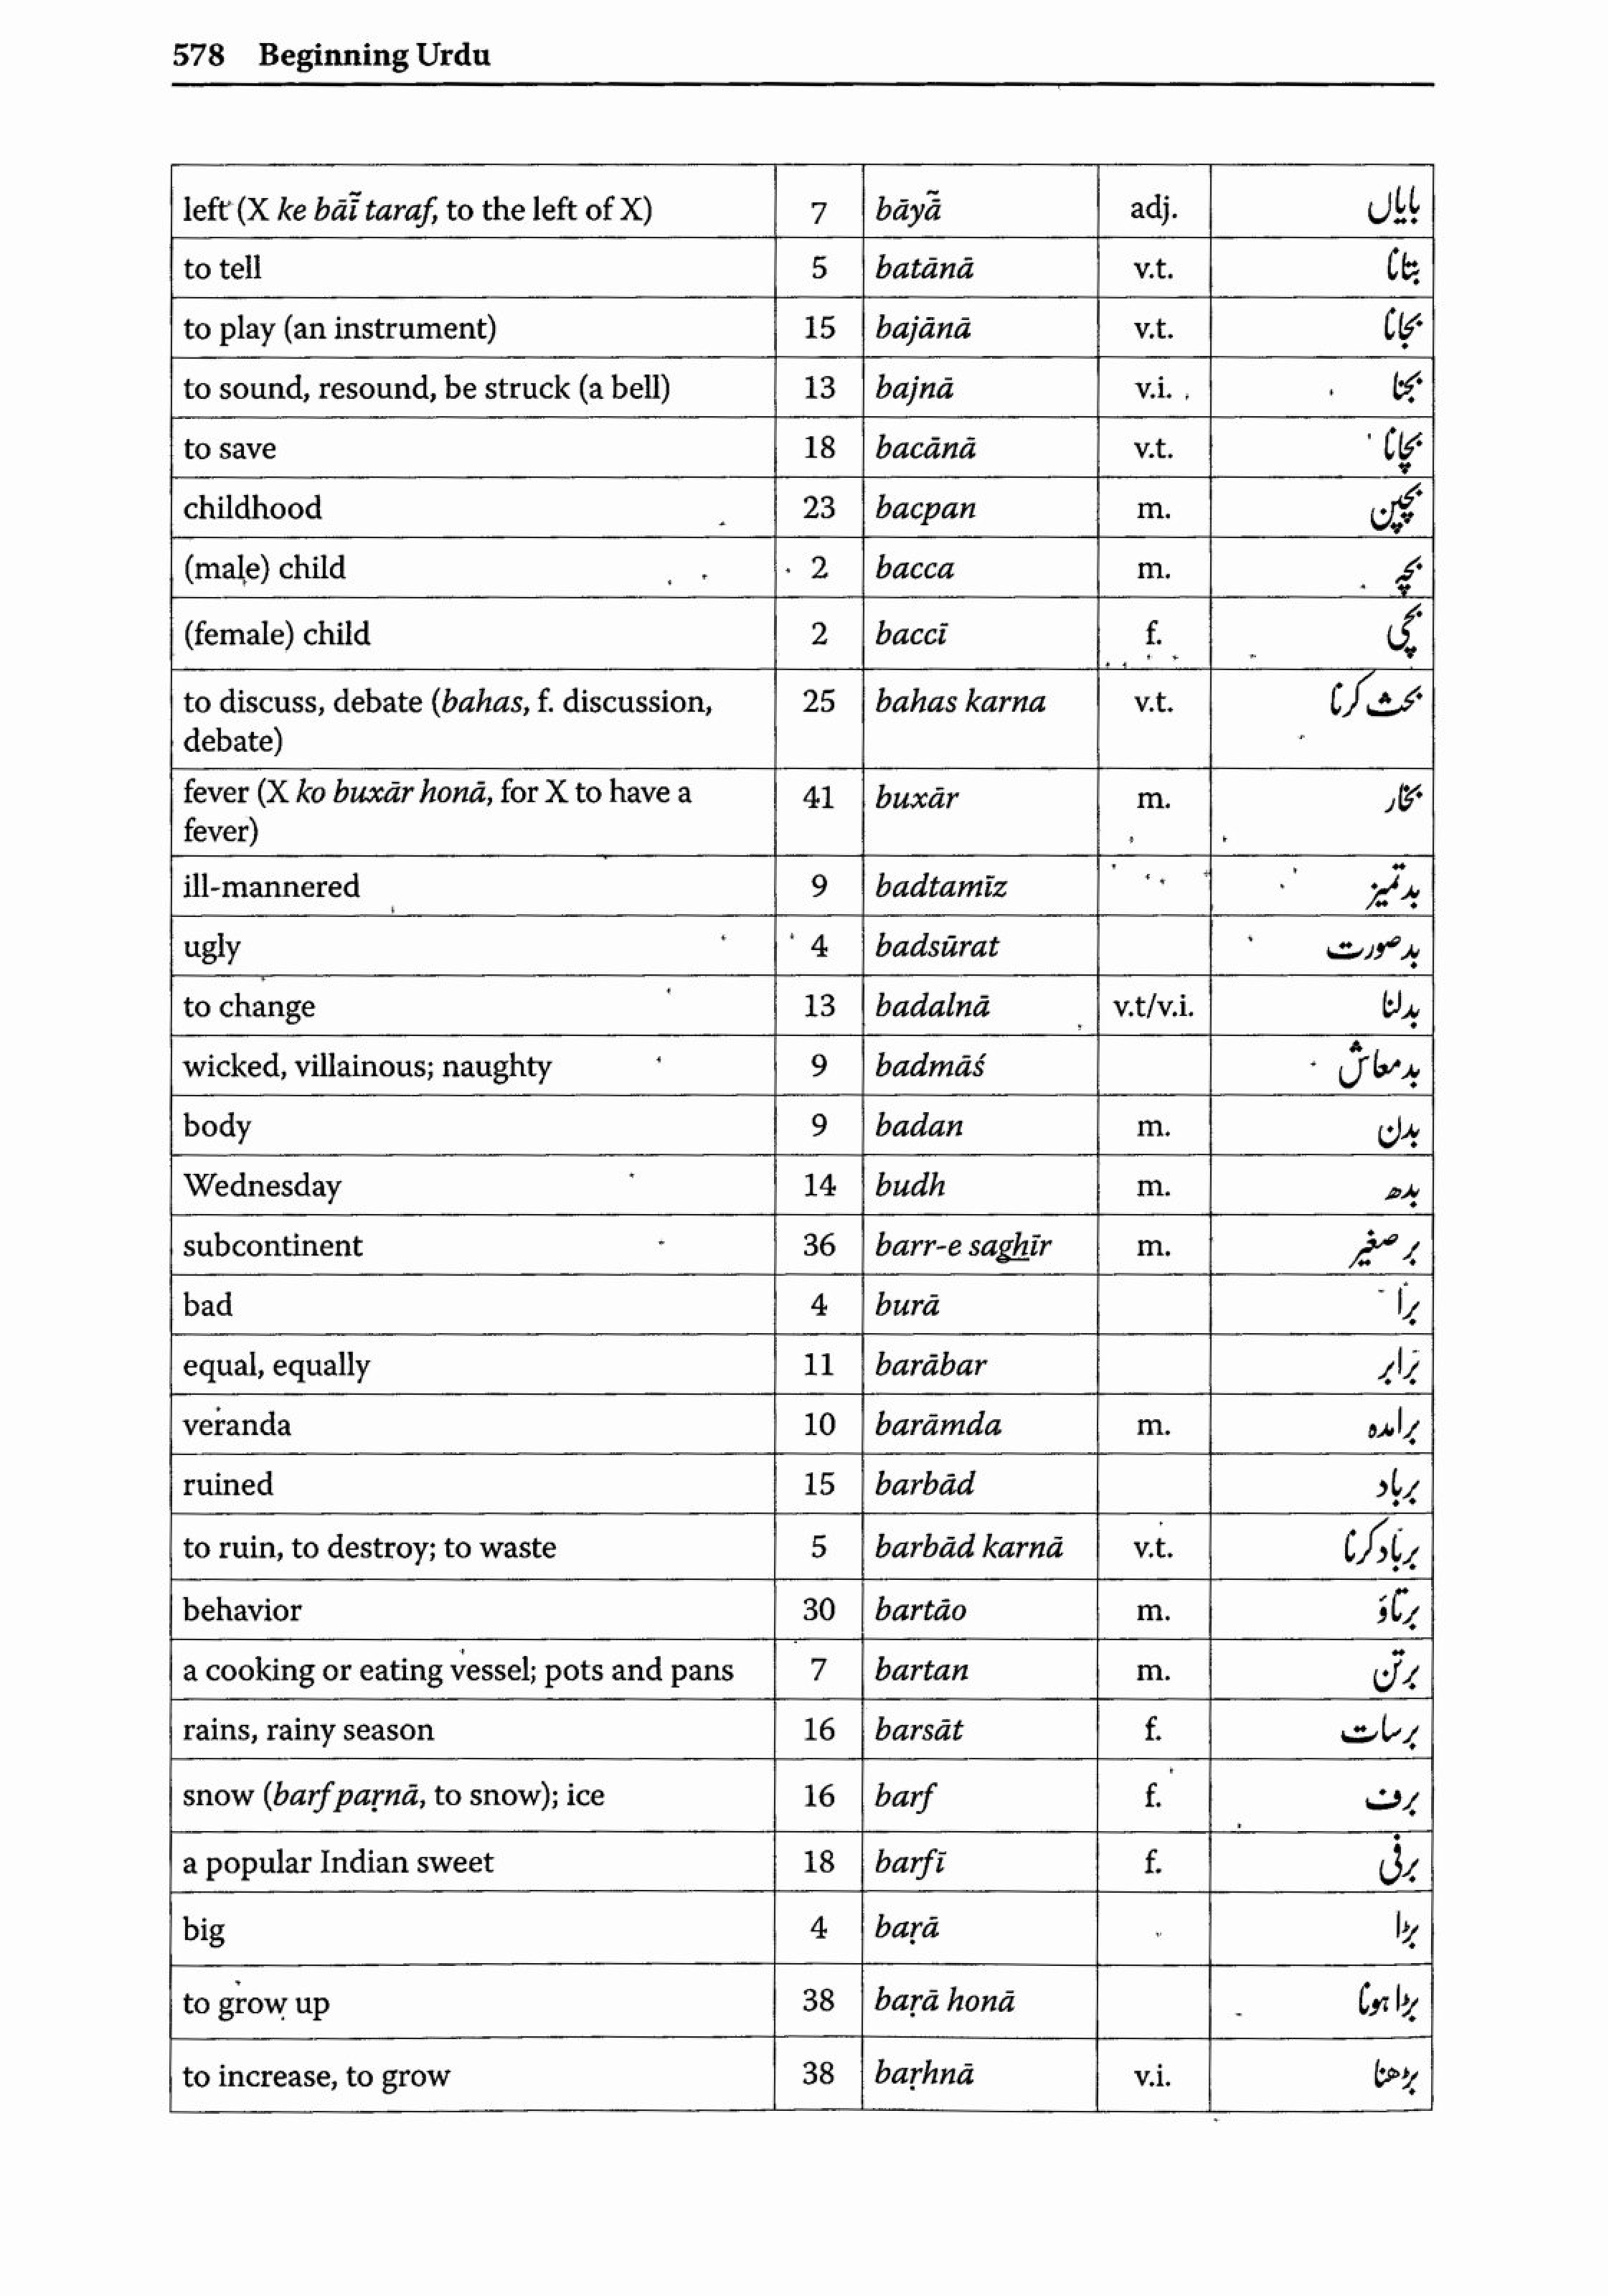 578 Beginning Urdu
left (X ke bāī̃ taraf, to the left of X) 7 bāyā̃ adj. بایاں
to tell 5 batānā v.t. بتانا
to play (an instrument) 15 bajānā v.t. بجانا
to sound, resound, be struck (a bell) 13 bajnā v.i. بجنا
to save 18 bacānā v.t. بچانا
childhood 23 bacpan m. بچپن
(male) child 2 bacca m. بچہ
(female) child 2 baccī f. بچی
to discuss, debate (bahas, f. discussion, 25 bahas karna v.t. بحث کرنا
debate)
fever (X ko buxār honā, for X to have a 41 buxār m. بخار
fever)
ill-mannered 9 badtamīz بدتمیز
ugly 4 badsūrat بدصورت
to change 13 badalnā v.t/v.i. بدلنا
wicked, villainous; naughty 9 badmāś بدمعاش
body 9 badan m. بدن
Wednesday 14 budh m. بدھ
subcontinent 36 barr-e sag͟hīr m. بر صغیر
bad 4 burā برا
equal, equally 11 barābar برابر
veranda 10 barāmda m. برامدہ
ruined 15 barbād برباد
to ruin, to destroy; to waste 5 barbād karnā v.t. برباد کرنا
behavior 30 bartāo m. برتاؤ
a cooking or eating vessel; pots and pans 7 bartan m. برتن
rains, rainy season 16 barsāt f. برسات
snow (barf paṛnā, to snow); ice 16 barf f. برف
a popular Indian sweet 18 barfī f. برفی
big 4 baṛā بڑا
to grow up 38 baṛā honā بڑا ہونا
to increase, to grow 38 baṛhnā v.i. بڑھنا